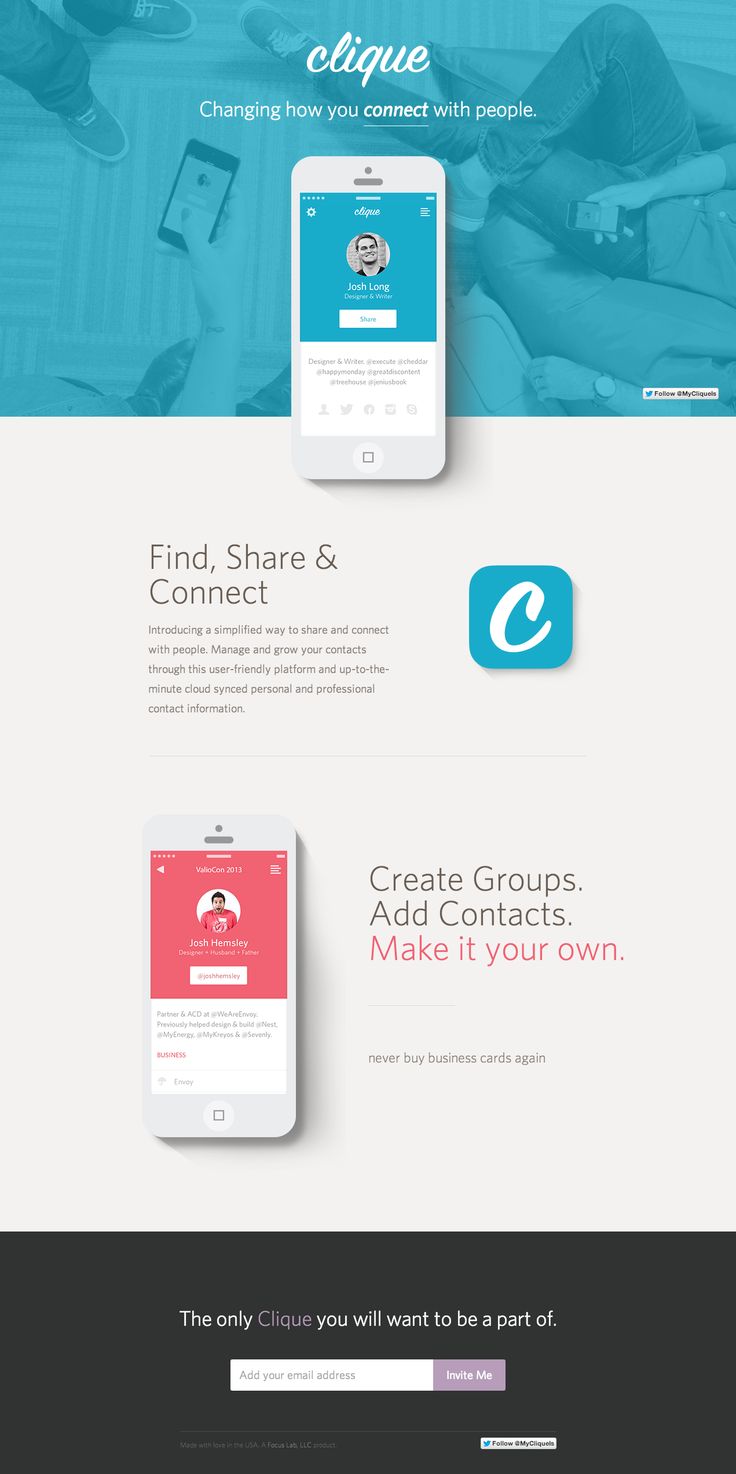 clique
Changing how you connect with people.
clique
Josh Long
Designer & Writer
Share
Designer & Writer, @execute @cheddar
@happymonday @greatdiscontent
@treehouse @jeniusbook
Follow @MyCliqueIs
Find, Share &
Connect
Introducing a simplified way to share and connect
with people. Manage and grow your contacts
through this user-friendly platform and up-to-the-
minute cloud synced personal and professional
contact information.
C
ValioCon 2013
Josh Hemsley
Designer + Husband + Father
@joshhemsley
Partner & ACD at @WeAreEnvoy.
Previously helped design & build @Nest,
@MyEnergy, @MyKreyos & @Sevenly.
BUSINESS
Envoy
Create Groups.
Add Contacts.
Make it your own.
never buy business cards again
The only Clique you will want to be a part of.
Add your email address
Invite Me
Made with love in the USA. A Focus Lab, LLC product.
Follow @MyCliqueIs